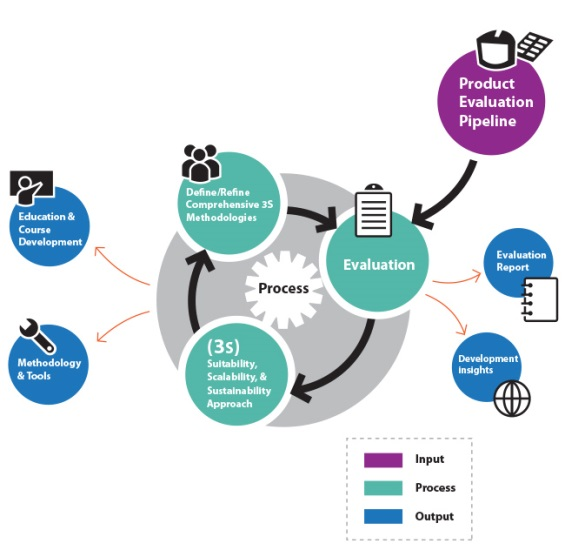 Product
Evaluation
Pipeline
Define/Refine
Comprehensive 3S
Methodologies
Education &
Course
Development
Evaluation
Evaluation
Report
Process
(3s)
Suitability,
Scalability, &
Sustainability
Approach
Methodology
& Tools
Development
Insights
Input
Process
Output